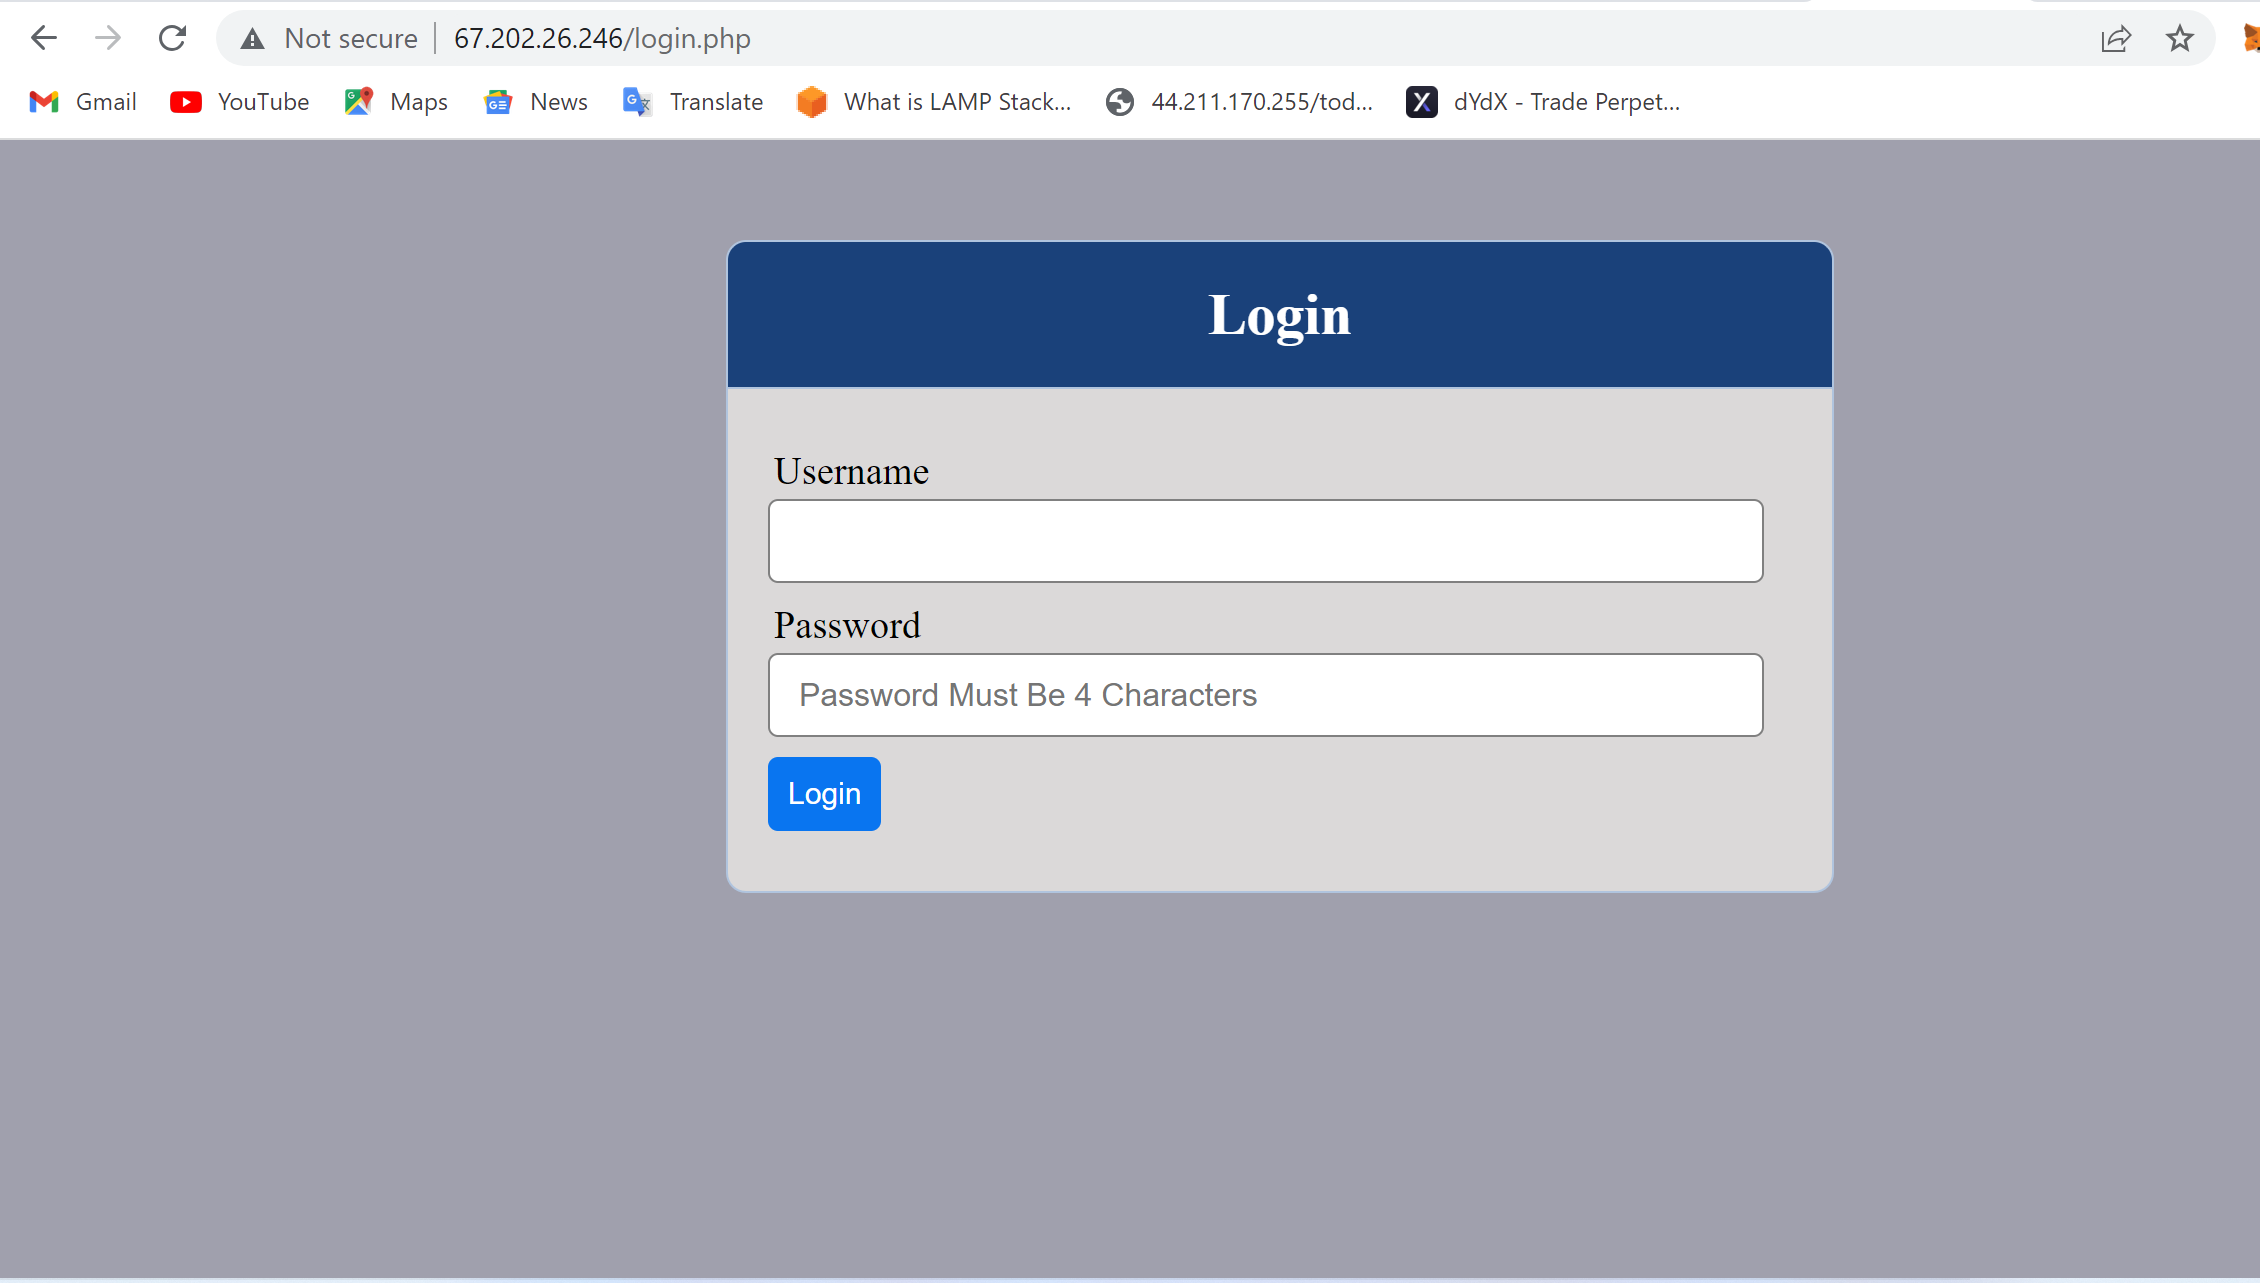 Not secure 67.202.26.246/login.php
Gmail YouTube Maps News Translate What is LAMP Stack... 44.211.170.255/tod... dYdX - Trade Perpet...
Login
Username
Password
Password Must Be 4 Characters
Login